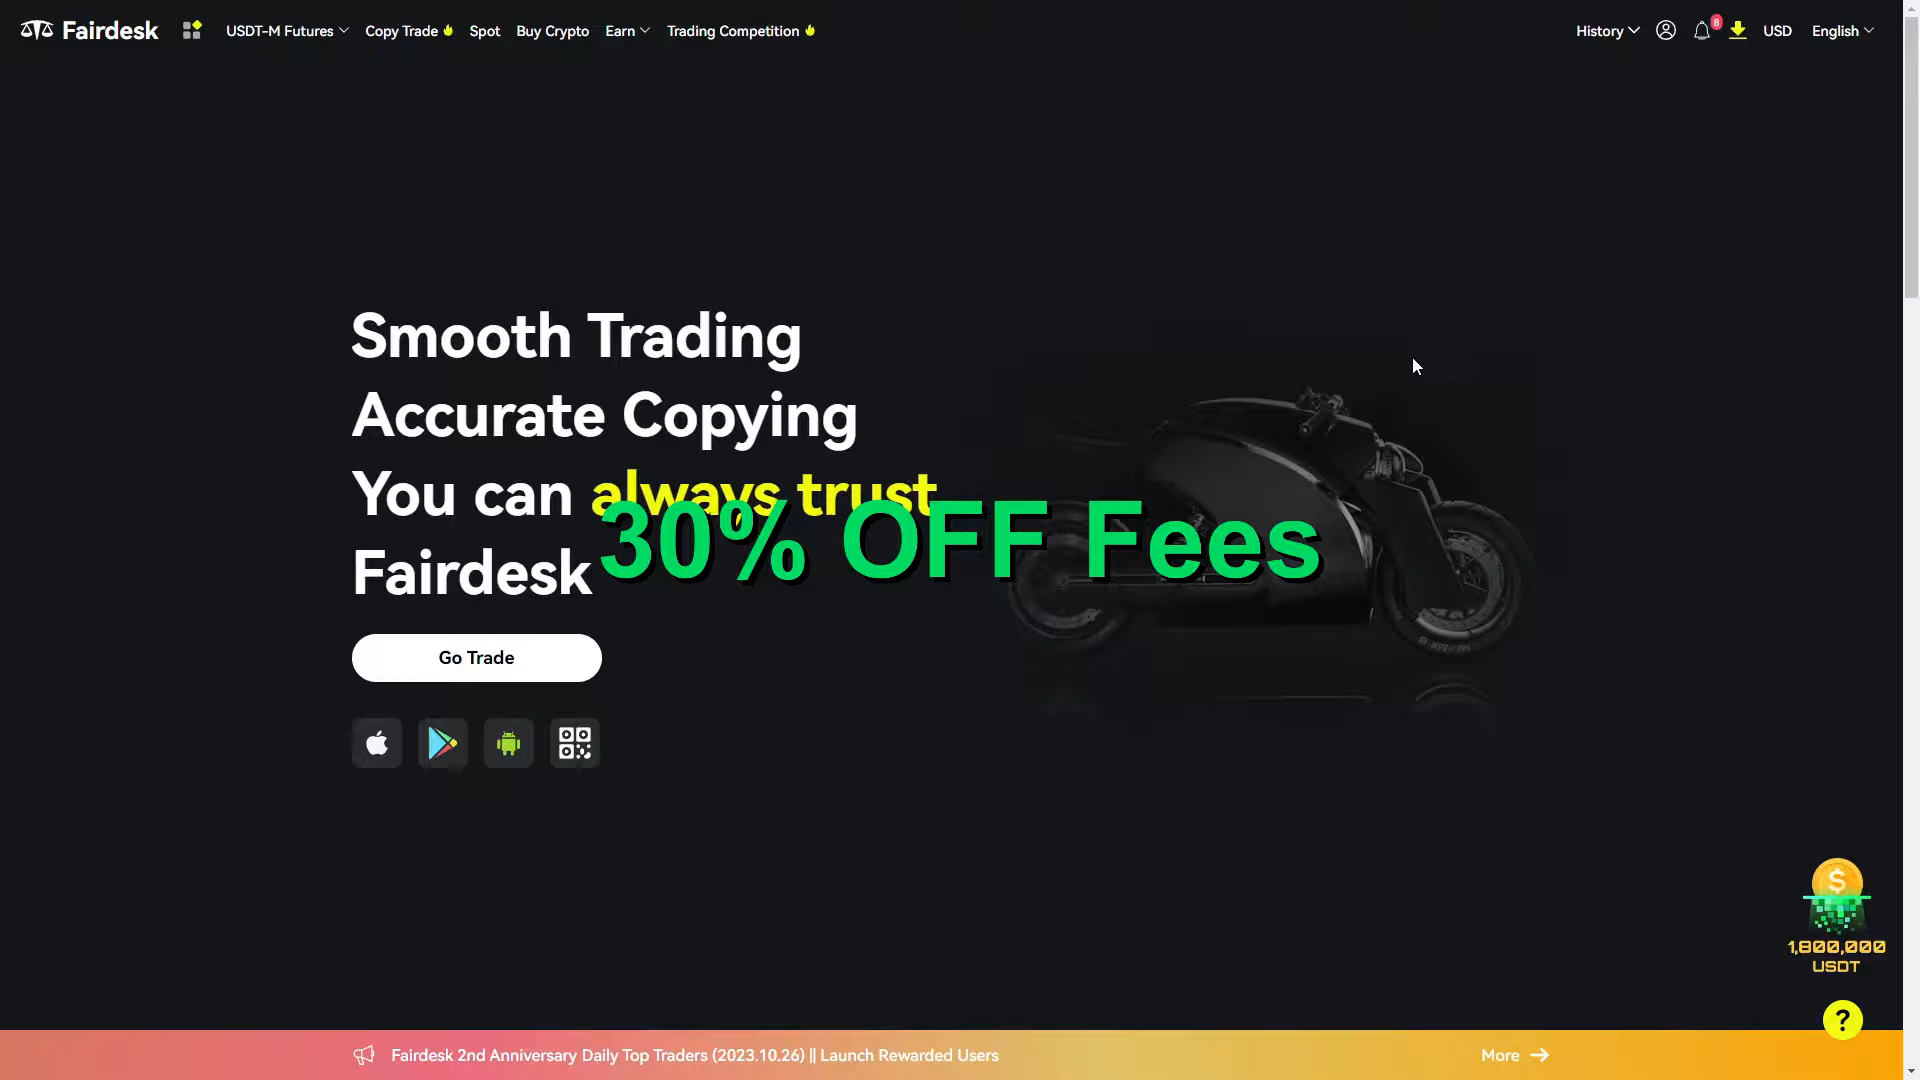 Fairdesk
USDT-M Futures
Copy Trade
Spot
Buy Crypto
Earn
Trading Competition
History
8
USD
English
Smooth Trading
Accurate Copying
You can always trust
Fairdesk
30% OFF Fees
Go Trade
$
1,800,000
USDT
?
Fairdesk 2nd Anniversary Daily Top Traders (2023.10.26) || Launch Rewarded Users
More